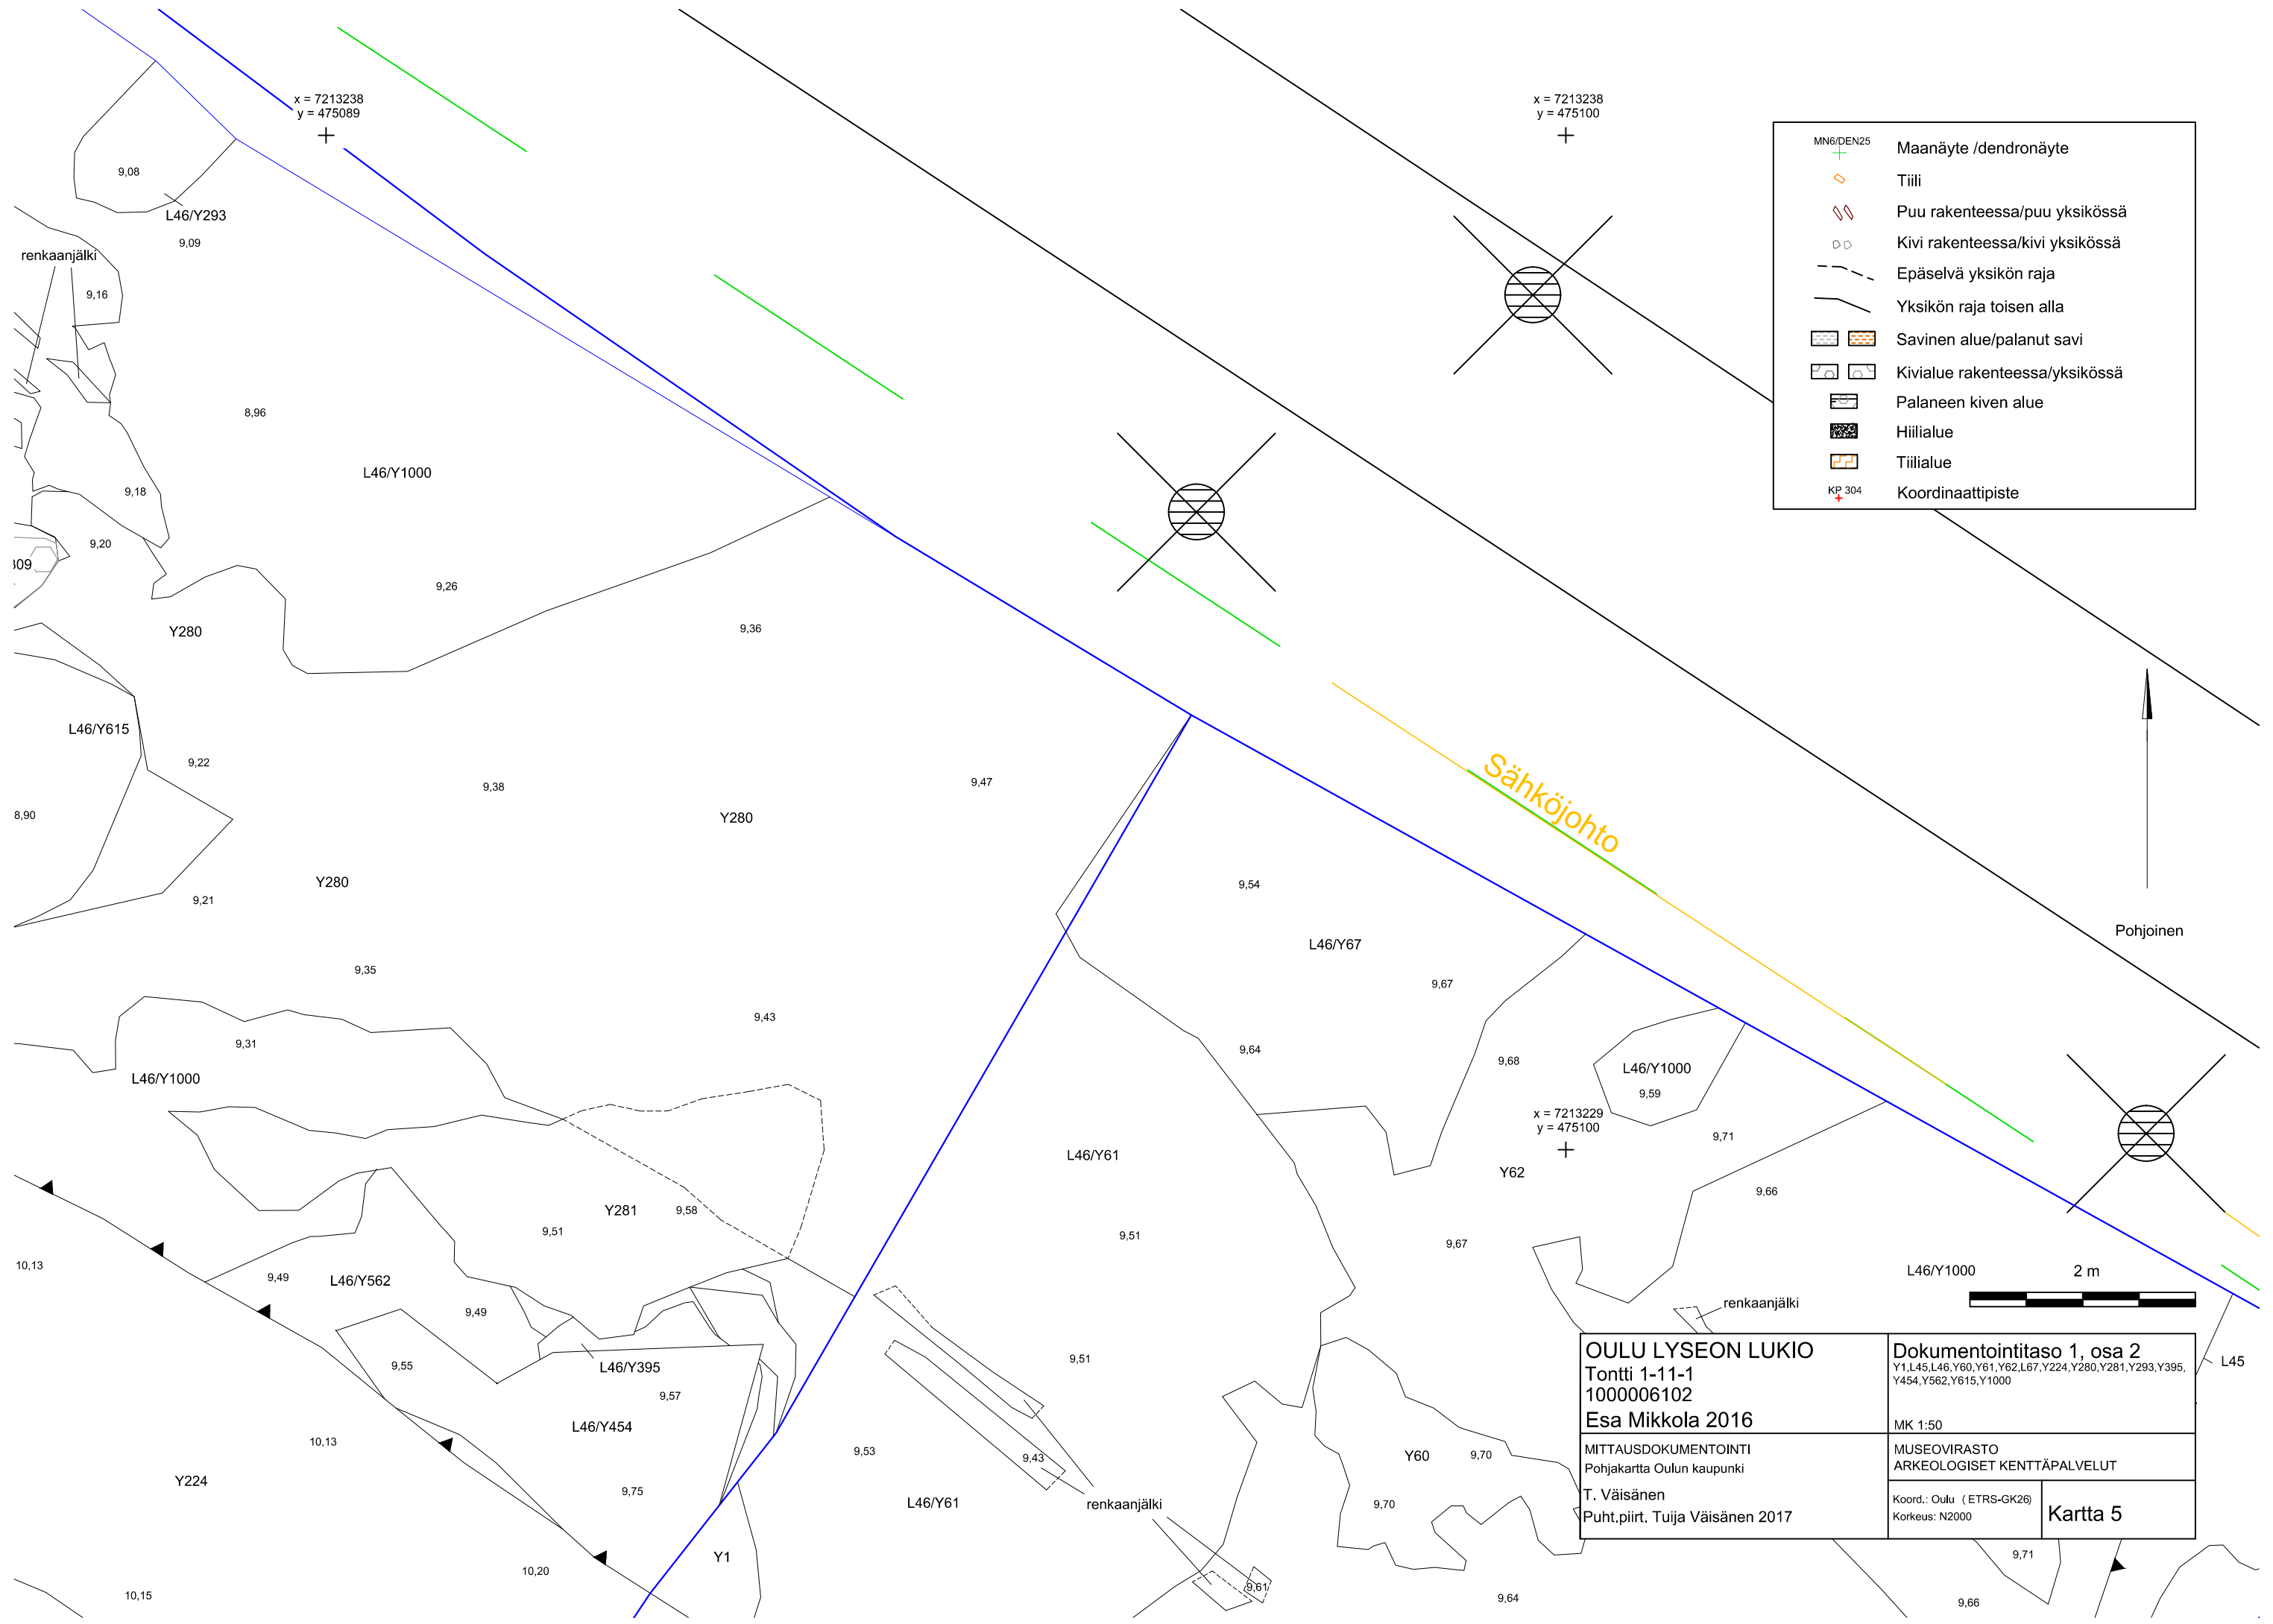 x = 7213238
y = 475089
x = 7213238
y = 475100
MN6/DEN25
Maanäyte /dendronäyte
Tiili
Puu rakenteessa/puu yksikössä
Kivi rakenteessa/kivi yksikössä
Epäselvä yksikön raja
Yksikön raja toisen alla
Savinen alue/palanut savi
Kivialue rakenteessa/yksikössä
Palaneen kiven alue
Hiilialue
Tiilialue
KP 304
Koordinaattipiste
9,08
L46/Y293
9,09
renkaanjälki
9,16
8,96
L46/Y1000
9,18
9,20
309
9,26
Y280
9,36
L46/Y615
9,22
9,38
9,47
8,90
Y280
Sähköjohto
Y280
9,21
9,54
L46/Y67
Pohjoinen
9,35
9,67
9,43
9,31
9,64
9,68
L46/Y1000
L46/Y1000
9,59
x = 7213229
y = 475100
9,71
L46/Y61
Y62
9,66
Y281
9,58
9,51
9,51
9,67
10,13
9,49
L46/Y562
L46/Y1000
2 m
9,49
renkaanjälki
9,55
L46/Y395
9,51
L45
9,57
L46/Y454
10,13
9,53
9,43
Y60
9,70
Y224
9,75
L46/Y61
renkaanjälki
9,70
Y1
10,20
10,15
9,61
9,64
9,71
9,66
OULU LYSEON LUKIO
Tontti 1-11-1
1000006102
Esa Mikkola 2016
Dokumentointitaso 1, osa 2
Y1,L45,L46,Y60,Y61,Y62,L67,Y224,Y280,Y281,Y293,Y395,
Y454,Y562,Y615,Y1000
MK 1:50
MITTAUSDOKUMENTOINTI
Pohjakartta Oulun kaupunki
T. Väisänen
Puht.piirt. Tuija Väisänen 2017
MUSEOVIRASTO
ARKEOLOGISET KENTTÄPALVELUT
Koord.: Oulu ( ETRS-GK26)
Korkeus: N2000
Kartta 5